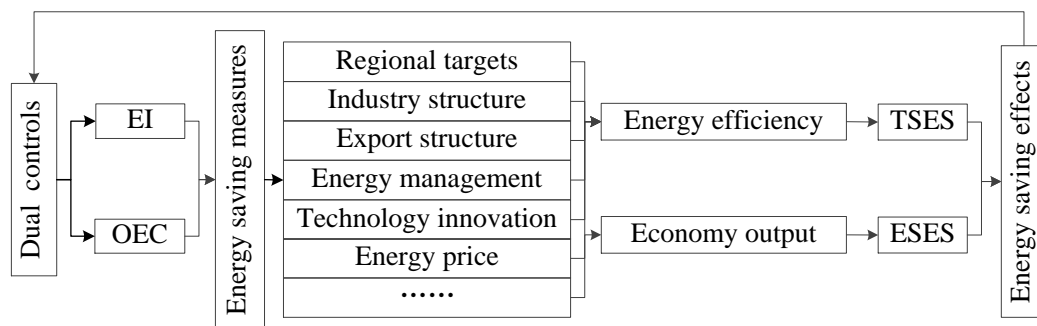 Dual controls
EI
OEC
Energy saving measures
Regional targets
Industry structure
Export structure
Energy management
Technology innovation
Energy price
……
Energy efficiency
Economy output
TSES
ESES
Energy saving effects